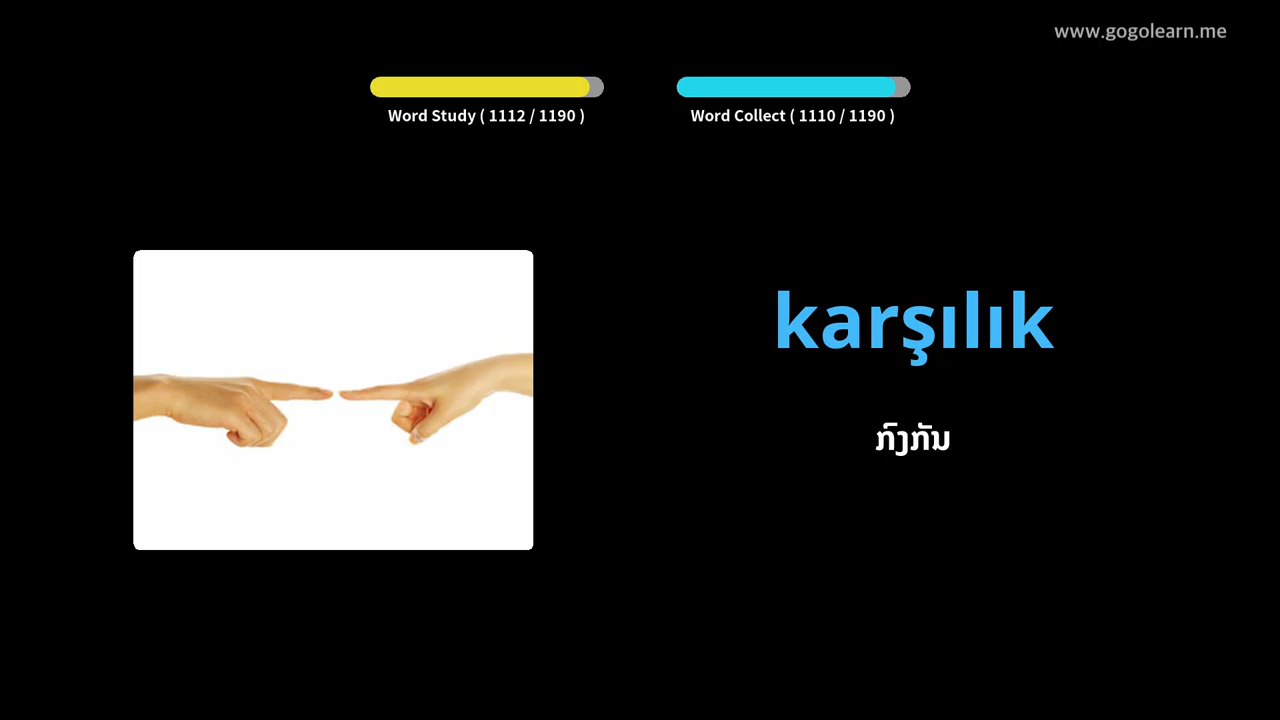 www.gogolearn.me
Word Study ( 1112 / 1190 )
Word Collect ( 1110 / 1190 )
karşılık
ກົງກັນ